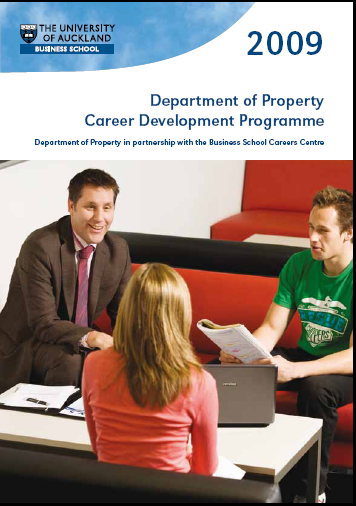 THE UNIVERSITY
OF AUCKLAND
BUSINESS SCHOOL
2009
Department of Property
Career Development Programme
Department of Property in partnership with the Business School Careers Centre